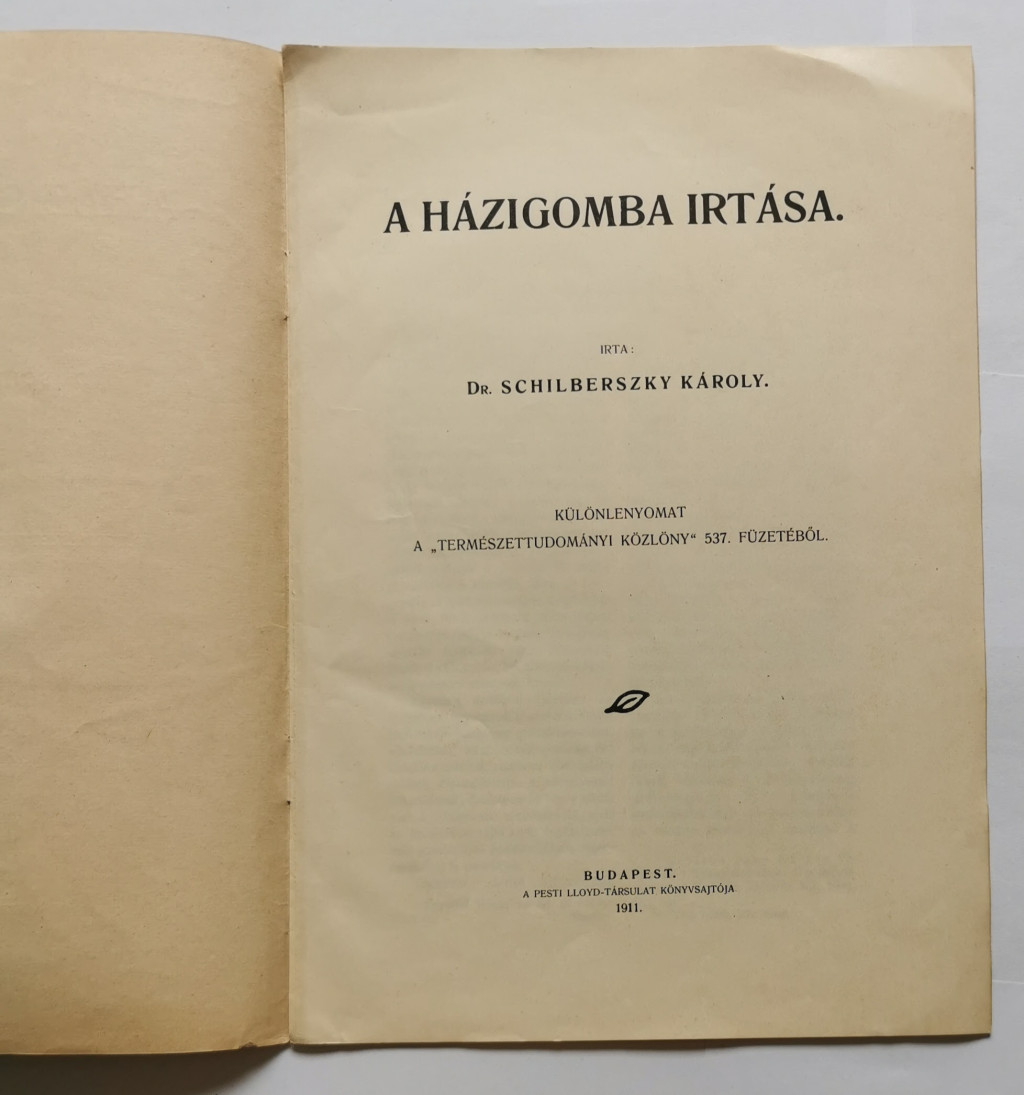 A HÁZIGOMBA IRTÁSA.
IRTA:
DR. SCHILBERSZKY KÁROLY.
KÜLÖNLENYOMAT
A „TERMÉSZETTUDOMÁNYI KÖZLÖNY“ 537. FÜZETÉBŐL.
BUDAPEST.
A PESTI LLOYD-TÁRSULAT KÖNYVSAJTÓJA
1911.